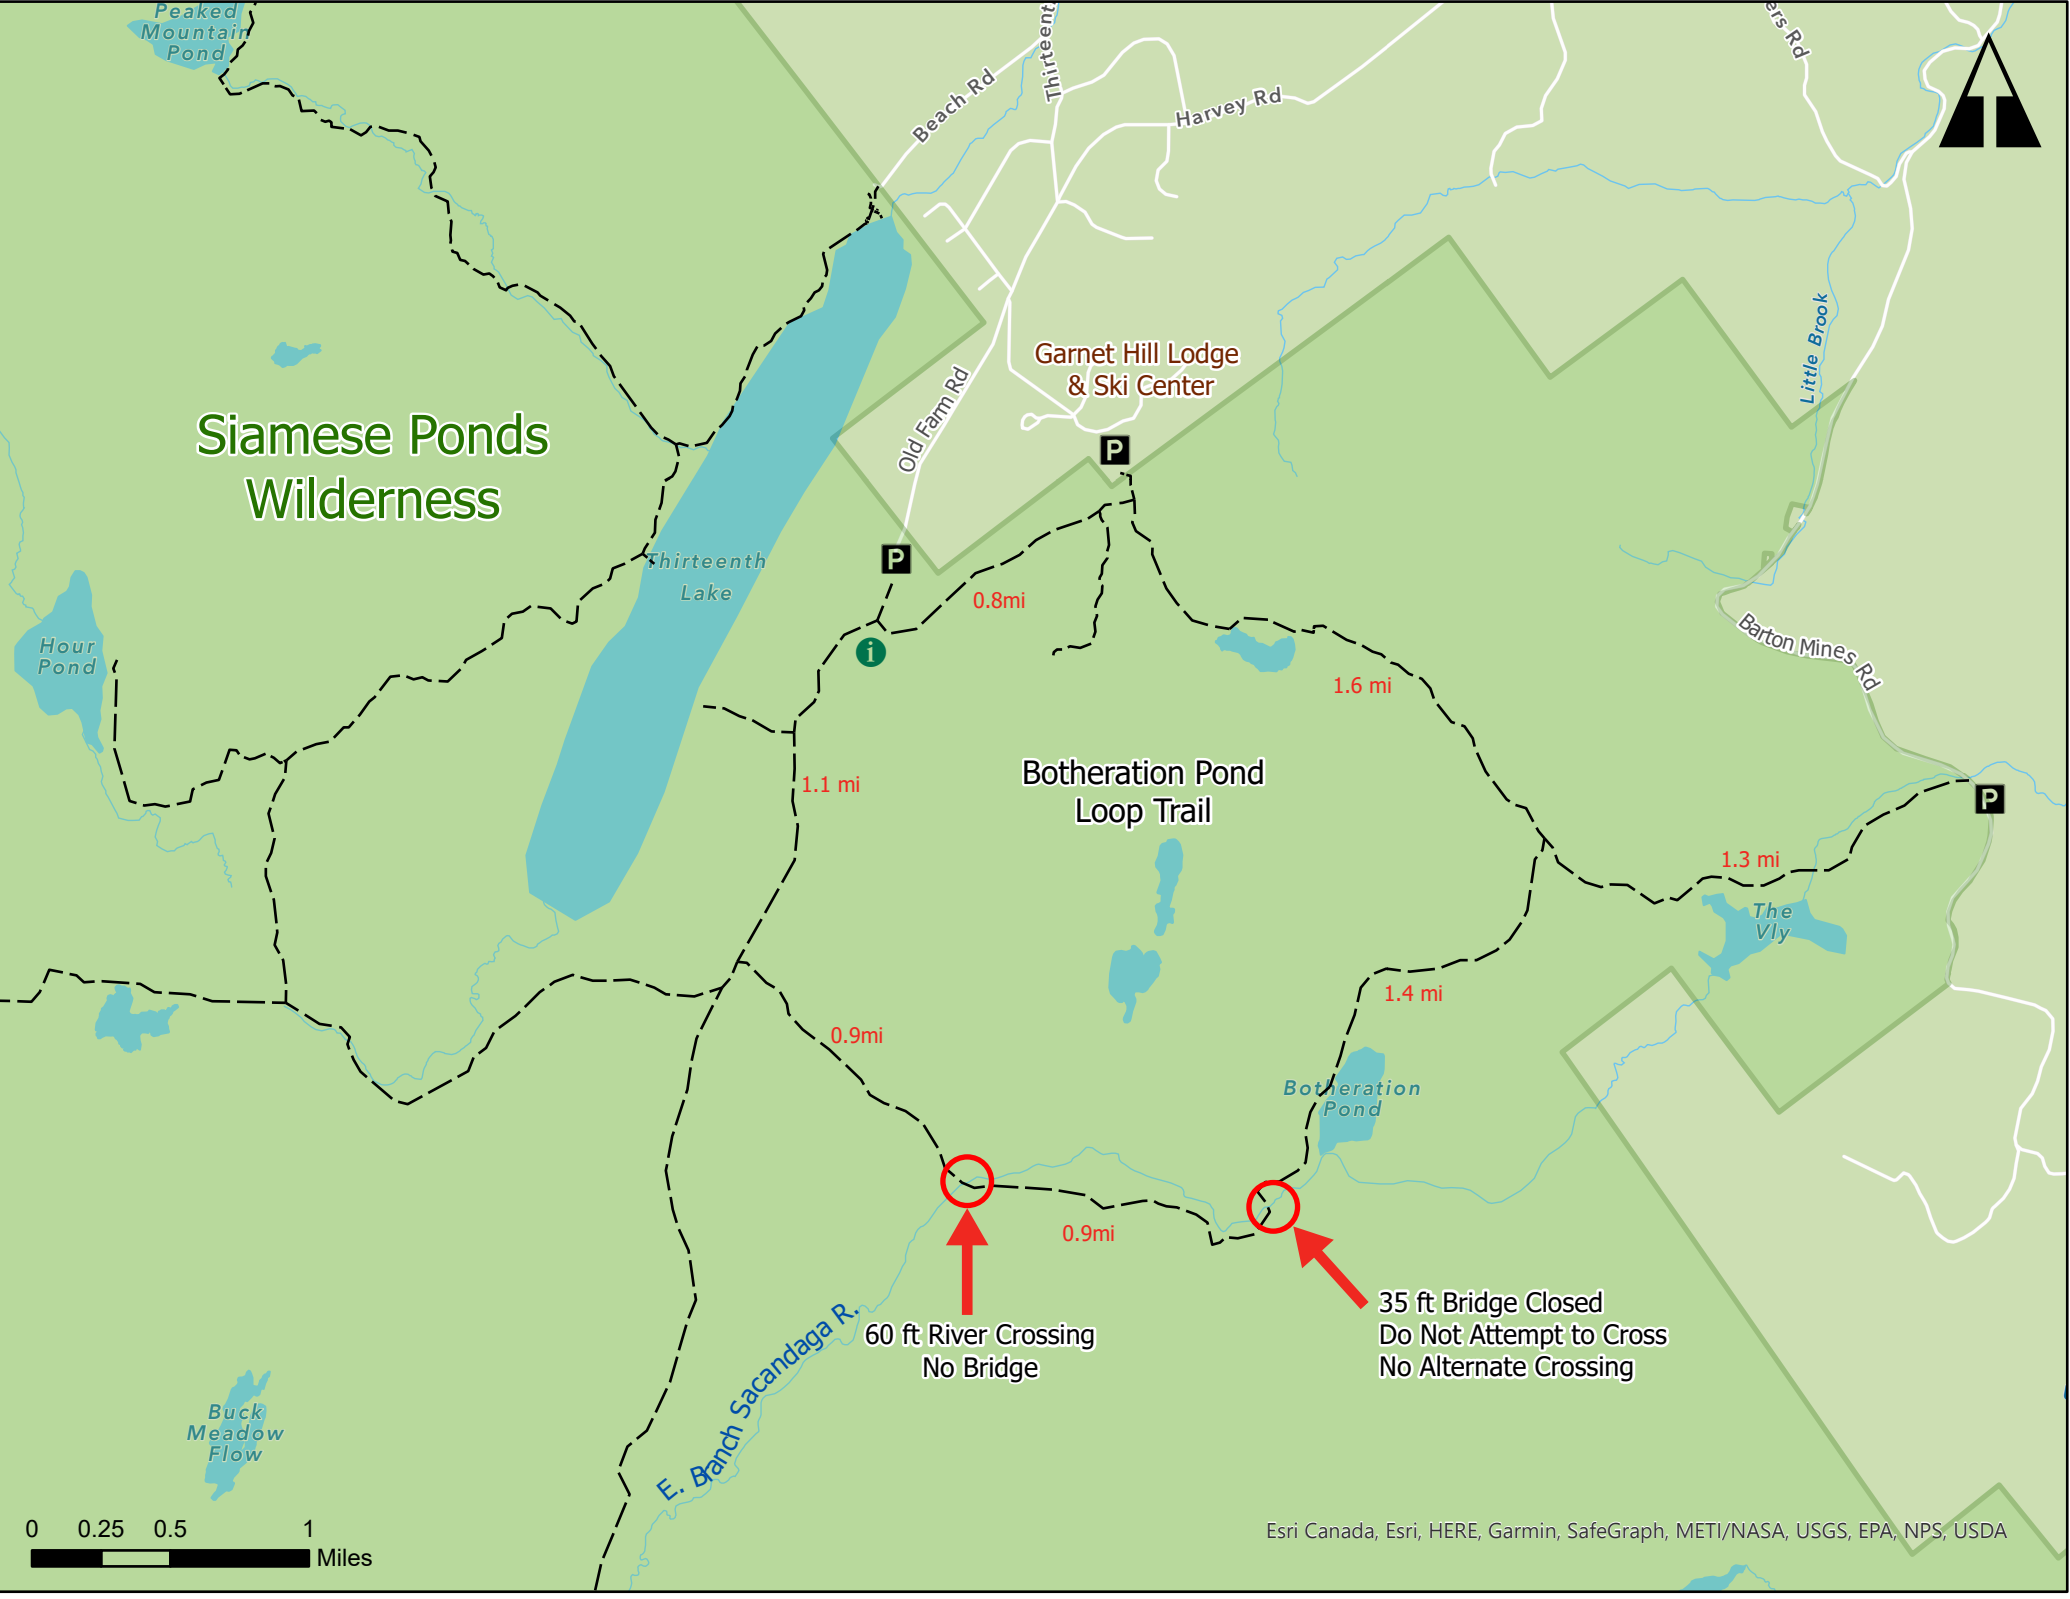 Peaked
Mountain
Pond
Beach Rd
Harvey Rd
Little Brook
Garnet Hill Lodge
& Ski Center
Old Farm Rd
P
P
Siamese Ponds
Wilderness
Thirteenth
Lake
0.8mi
i
Hour
Pond
Barton Mines Rd
1.6 mi
1.1 mi
Botheration Pond
Loop Trail
P
1.3 mi
The
Vly
1.4 mi
0.9mi
Botheration
Pond
0.9mi
35 ft Bridge Closed
Do Not Attempt to Cross
No Alternate Crossing
60 ft River Crossing
No Bridge
E. Branch Sacandaga R.
Buck
Meadow
Flow
0 0.25 0.5 1
Miles
Esri Canada, Esri, HERE, Garmin, SafeGraph, METI/NASA, USGS, EPA, NPS, USDA